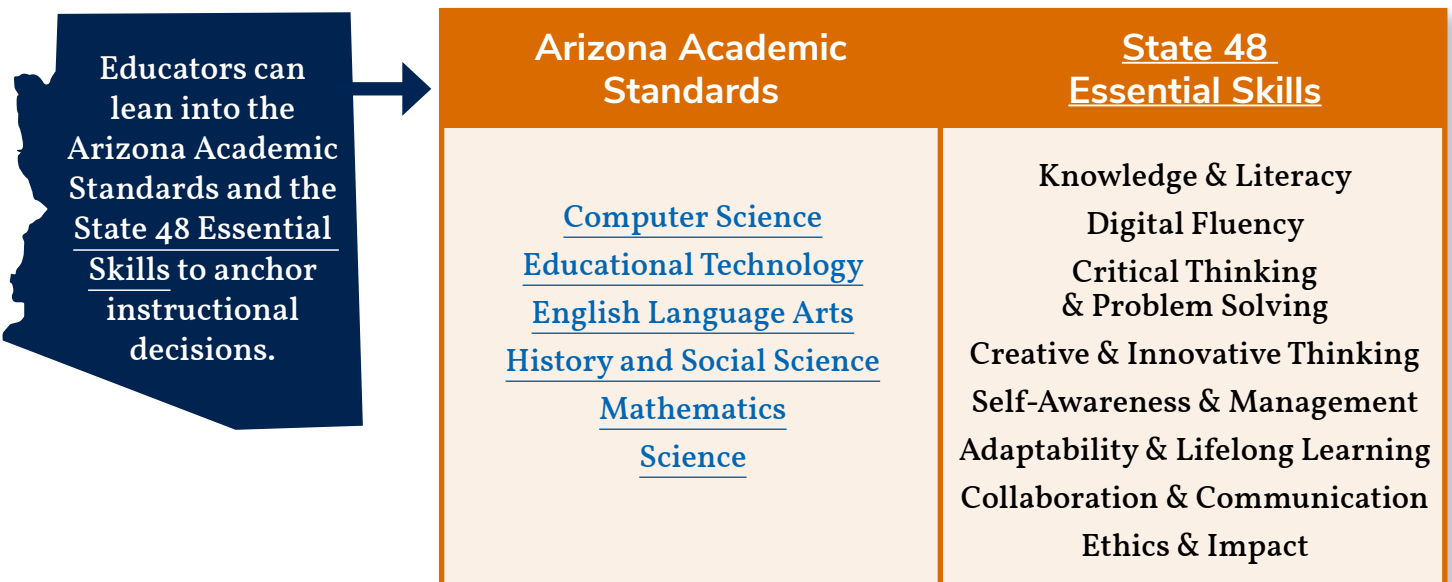 Educators can
lean into the
Arizona Academic
Standards and the
State 48 Essential
Skills to anchor
instructional
decisions.
Arizona Academic
Standards
Computer Science
Educational Technology
English Language Arts
History and Social Science
Mathematics
Science
State 48
Essential Skills
Knowledge & Literacy
Digital Fluency
Critical Thinking
& Problem Solving
Creative & Innovative Thinking
Self-Awareness & Management
Adaptability & Lifelong Learning
Collaboration & Communication
Ethics & Impact